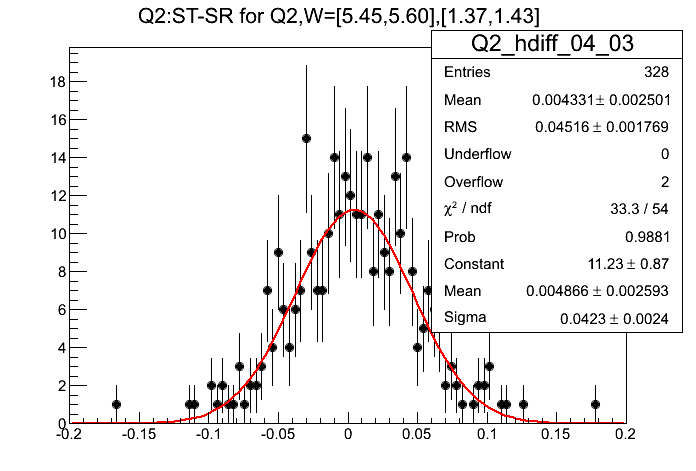 Q2:ST-SR for Q2,W=[5.45,5.60],[1.37,1.43]
Q2_hdiff_04_03
Entries 328
Mean 0.004331 ± 0.002501
RMS 0.04516 ± 0.001769
Underflow 0
Overflow 2
χ² / ndf 33.3 / 54
Prob 0.9881
Constant 11.23 ± 0.87
Mean 0.004866 ± 0.002593
Sigma 0.0423 ± 0.0024
18
16
14
12
10
8
6
4
2
0
-0.2 -0.15 -0.1 -0.05 0 0.05 0.1 0.15 0.2